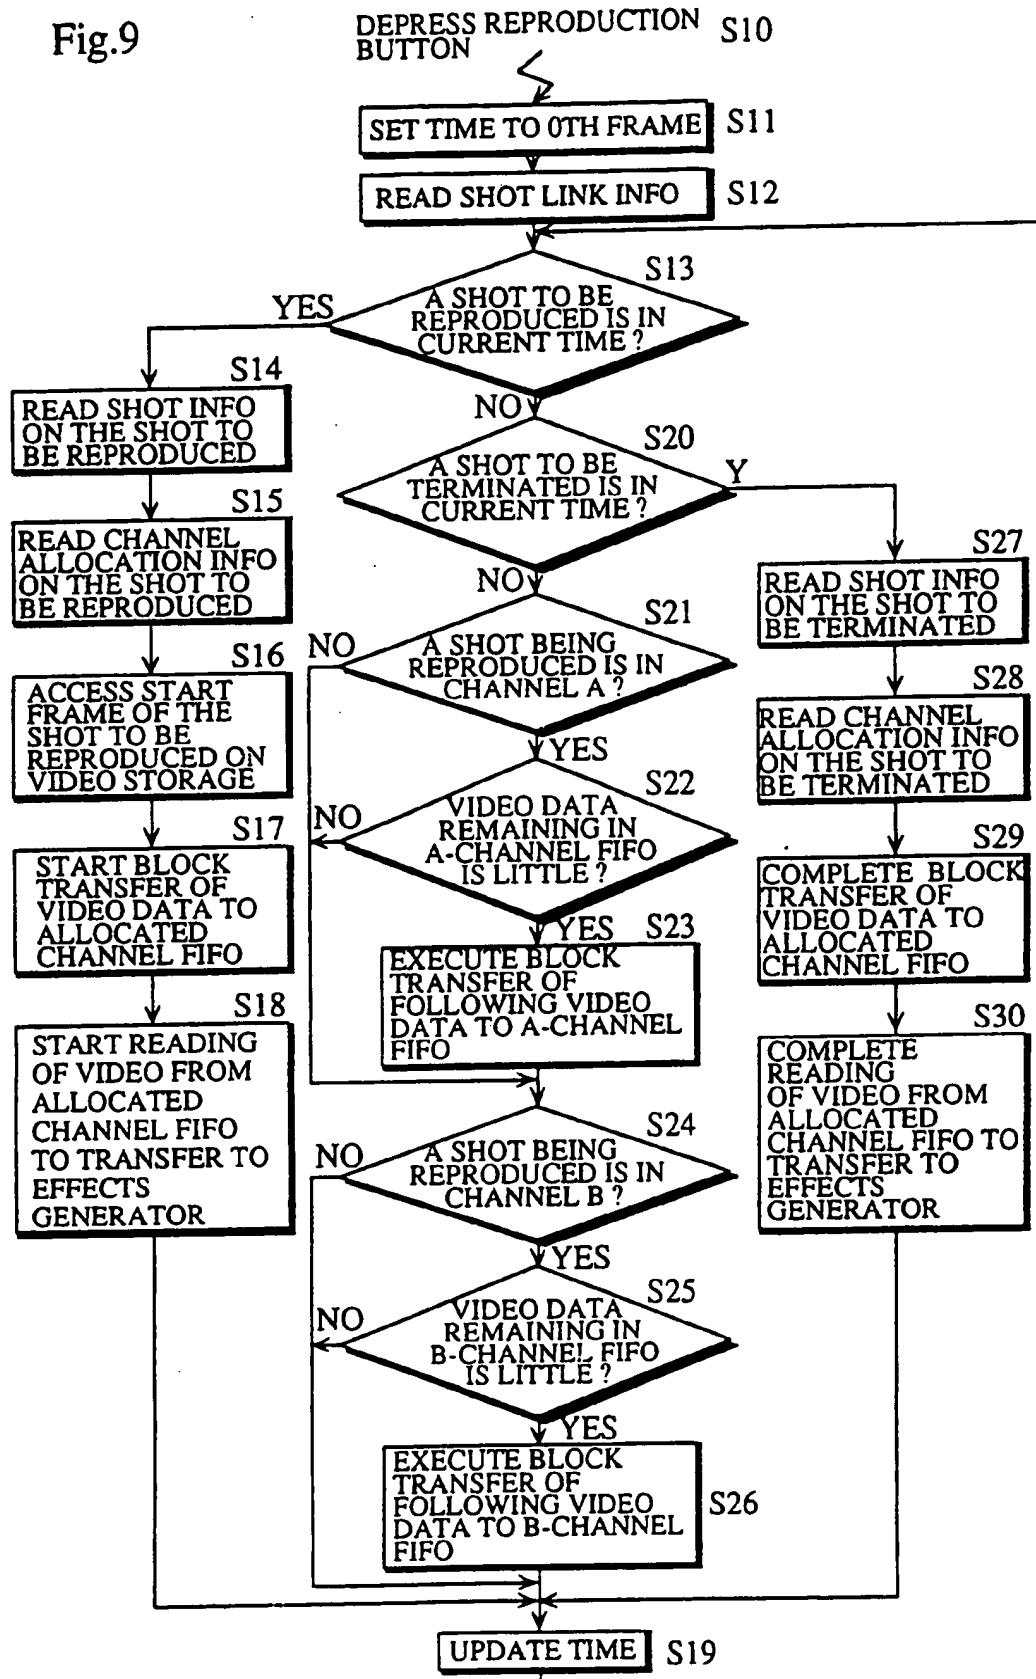 Fig.9
DEPRESS REPRODUCTION
BUTTON
S10
SET TIME TO 0TH FRAME
S11
READ SHOT LINK INFO
S12
S13
A SHOT TO BE
REPRODUCED IS IN
CURRENT TIME ?
YES
NO
S14
READ SHOT INFO
ON THE SHOT TO
BE REPRODUCED
S15
READ CHANNEL
ALLOCATION INFO
ON THE SHOT TO
BE REPRODUCED
S16
ACCESS START
FRAME OF THE
SHOT TO BE
REPRODUCED ON
VIDEO STORAGE
S17
START BLOCK
TRANSFER OF
VIDEO DATA TO
ALLOCATED
CHANNEL FIFO
S18
START READING
OF VIDEO FROM
ALLOCATED
CHANNEL FIFO
TO TRANSFER TO
EFFECTS
GENERATOR
S20
A SHOT TO BE
TERMINATED IS IN
CURRENT TIME ?
Y
NO
S21
A SHOT BEING
REPRODUCED IS IN
CHANNEL A ?
NO
YES
S22
VIDEO DATA
REMAINING IN
A-CHANNEL FIFO
IS LITTLE ?
NO
YES
S23
EXECUTE BLOCK
TRANSFER OF
FOLLOWING VIDEO
DATA TO A-CHANNEL
FIFO
S24
A SHOT BEING
REPRODUCED IS IN
CHANNEL B ?
NO
YES
S25
VIDEO DATA
REMAINING IN
B-CHANNEL FIFO
IS LITTLE ?
NO
YES
EXECUTE BLOCK
TRANSFER OF
FOLLOWING VIDEO
DATA TO B-CHANNEL
FIFO
S26
S27
READ SHOT INFO
ON THE SHOT TO
BE TERMINATED
S28
READ CHANNEL
ALLOCATION INFO
ON THE SHOT TO
BE TERMINATED
S29
COMPLETE BLOCK
TRANSFER OF
VIDEO DATA TO
ALLOCATED
CHANNEL FIFO
S30
COMPLETE
READING
OF VIDEO FROM
ALLOCATED
CHANNEL FIFO TO
TRANSFER TO
EFFECTS
GENERATOR
UPDATE TIME
S19